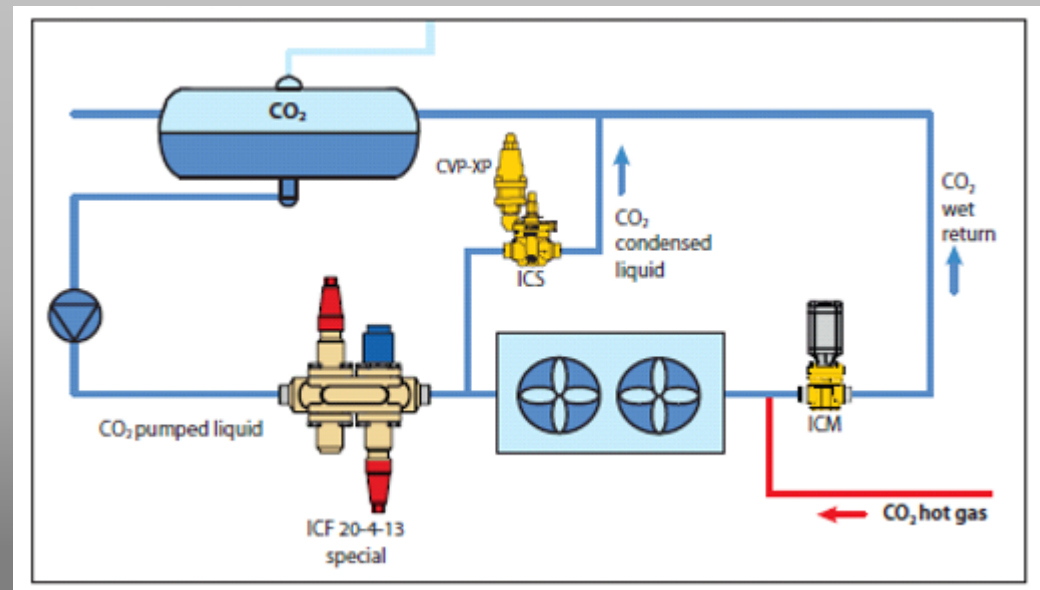 CO₂
CVP-XP
ICS
CO₂
condensed
liquid
CO₂
wet
return
CO₂ pumped liquid
ICF 20-4-13
special
ICM
CO₂ hot gas